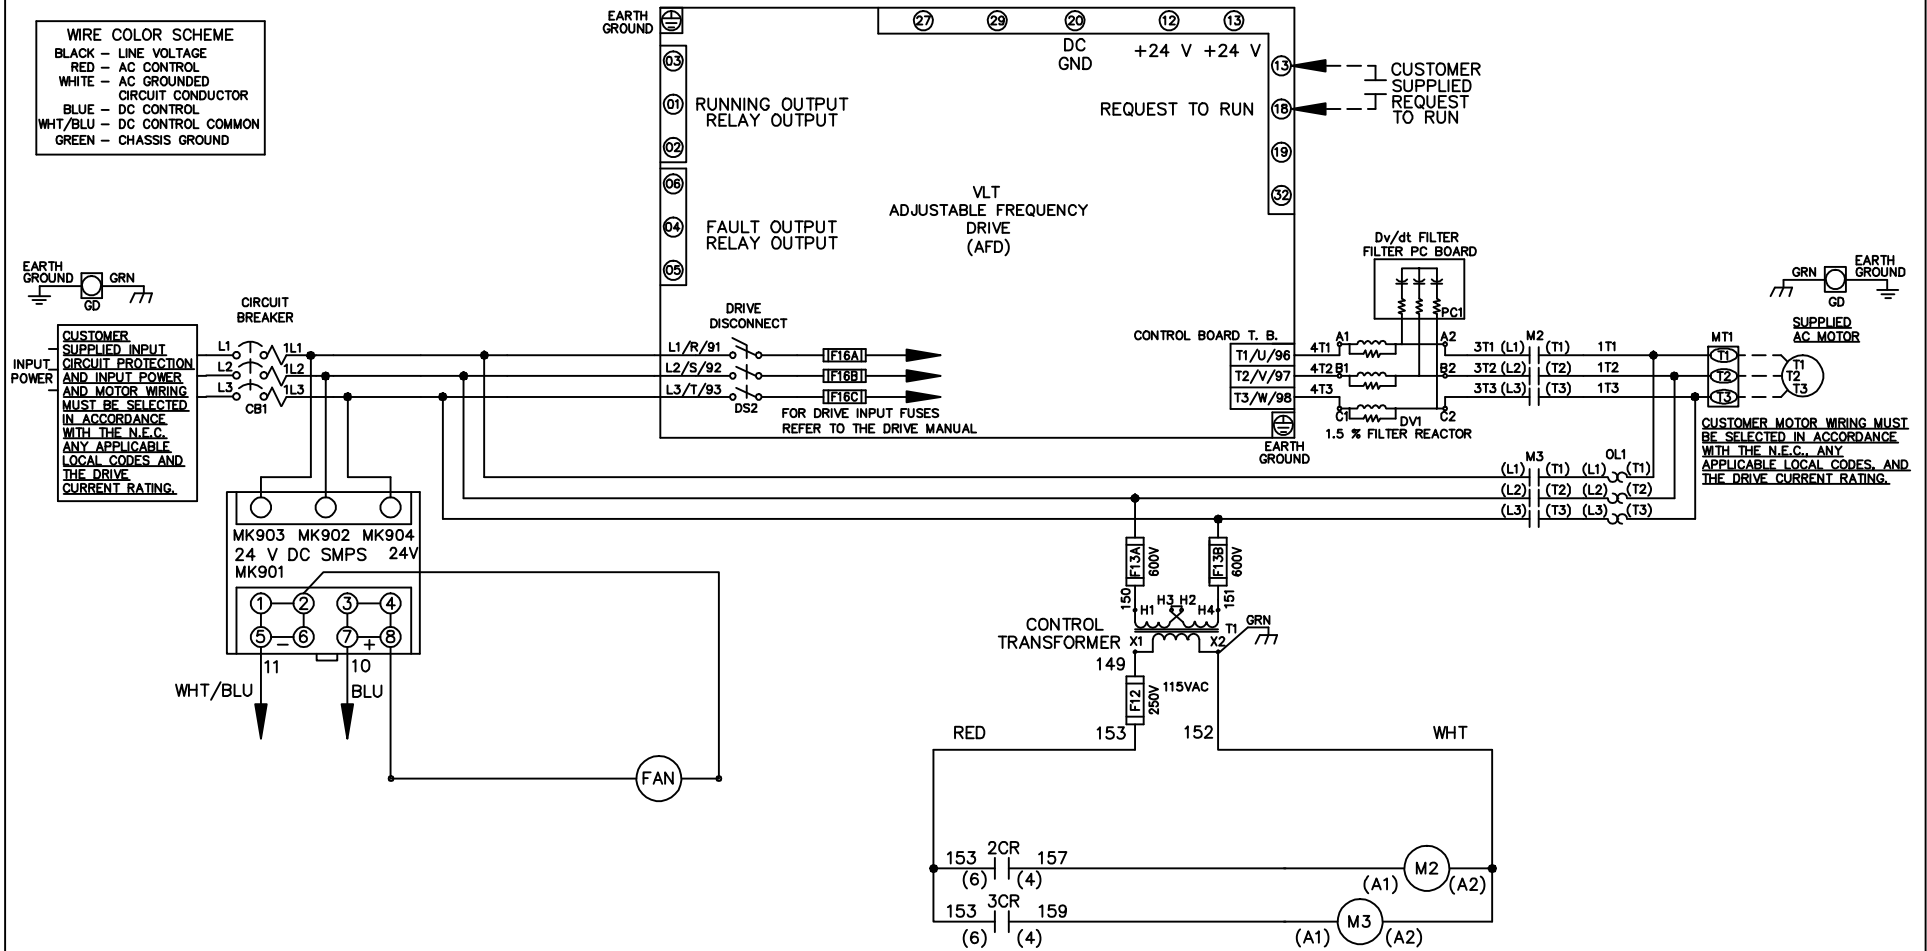 WIRE COLOR SCHEME
BLACK – LINE VOLTAGE
RED – AC CONTROL
WHITE – AC GROUNDED
CIRCUIT CONDUCTOR
BLUE – DC CONTROL
WHT/BLU – DC CONTROL COMMON
GREEN – CHASSIS GROUND
EARTH
GROUND
27
29
20
12
13
DC
GND
+24 V
+24 V
03
01
02
RUNNING OUTPUT
RELAY OUTPUT
06
04
05
FAULT OUTPUT
RELAY OUTPUT
13
18
19
32
REQUEST TO RUN
CUSTOMER
SUPPLIED
REQUEST
TO RUN
VLT
ADJUSTABLE FREQUENCY
DRIVE
(AFD)
EARTH
GROUND
GRN
GD
CIRCUIT
BREAKER
INPUT
POWER
CUSTOMER
SUPPLIED INPUT
CIRCUIT PROTECTION
AND INPUT POWER
AND MOTOR WIRING
MUST BE SELECTED
IN ACCORDANCE
WITH THE N.E.C.
ANY APPLICABLE
LOCAL CODES AND
THE DRIVE
CURRENT RATING.
L1
L2
L3
1L1
1L2
1L3
CB1
DRIVE
DISCONNECT
L1/R/91
L2/S/92
L3/T/93
DS2
F16A
F16B
F16C
FOR DRIVE INPUT FUSES
REFER TO THE DRIVE MANUAL
CONTROL BOARD T. B.
T1/U/96
T2/V/97
T3/W/98
EARTH
GROUND
4T1
4T2
4T3
A1
B1
C1
A2
B2
C2
Dv/dt FILTER
FILTER PC BOARD
PC1
DV1
1.5 % FILTER REACTOR
3T1 (L1)
3T2 (L2)
3T3 (L3)
M2
(T1)
(T2)
(T3)
1T1
1T2
1T3
MT1
T1
T2
T3
GRN
GD
EARTH
GROUND
SUPPLIED
AC MOTOR
T1
T2
T3
CUSTOMER MOTOR WIRING MUST
BE SELECTED IN ACCORDANCE
WITH THE N.E.C., ANY
APPLICABLE LOCAL CODES, AND
THE DRIVE CURRENT RATING.
M3
OL1
(L1) (T1) (L1) (T1)
(L2) (T2) (L2) (T2)
(L3) (T3) (L3) (T3)
MK903 MK902 MK904
24 V DC SMPS 24V
MK901
1
2
3
4
5
–
6
7
+
8
11
10
WHT/BLU
BLU
FAN
F13A
600V
F13B
600V
150
151
H1
H3
H2
H4
CONTROL
TRANSFORMER
X1
X2
T1
GRN
149
F12
250V
115VAC
153
152
RED
WHT
153
2CR
157
(6)
(4)
M2
(A1)
(A2)
153
3CR
159
(6)
(4)
M3
(A1)
(A2)